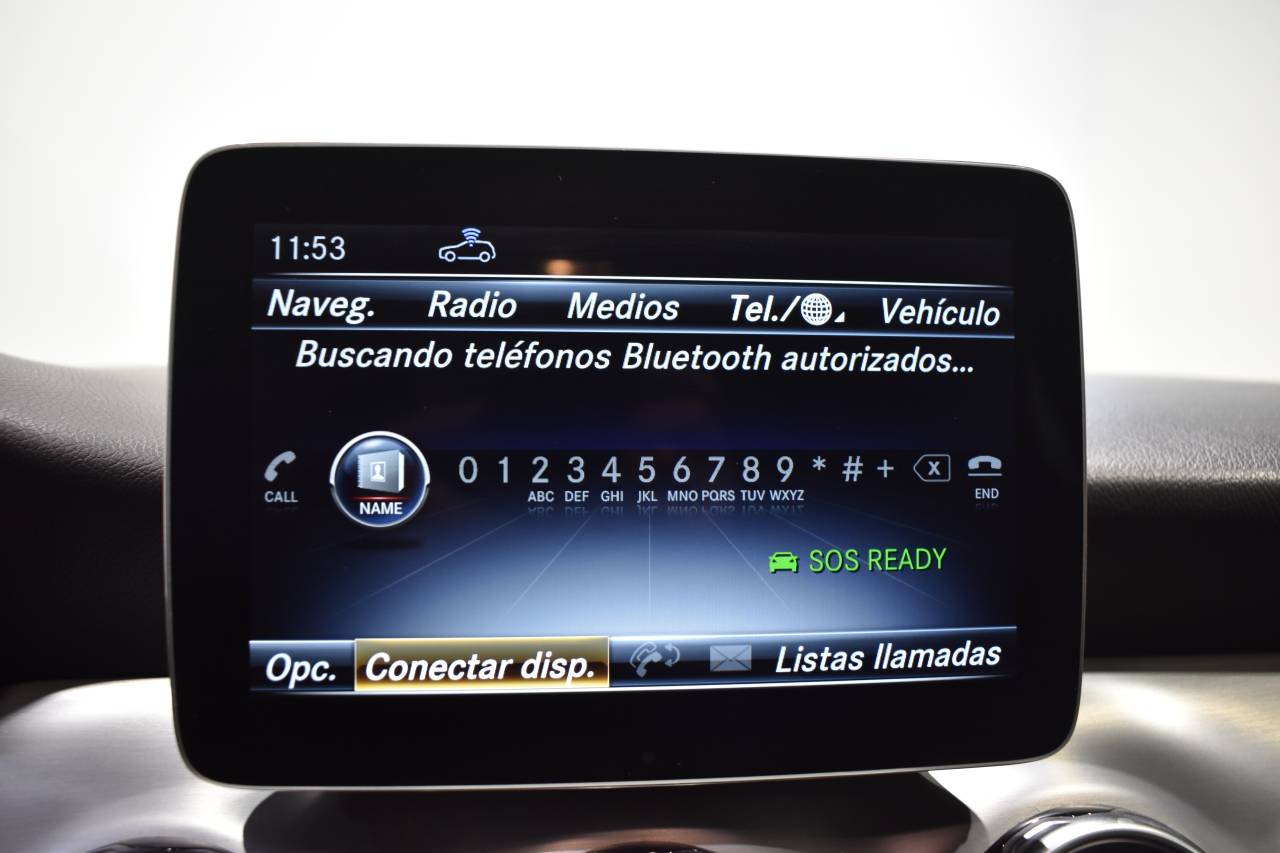 11:53
Naveg. Radio Medios Tel./ Vehículo
Buscando teléfonos Bluetooth autorizados...
0 1 2 3 4 5 6 7 8 9 * # + X
CALL NAME ABC DEF GHI JKL MNO PQRS TUV WXYZ END
SOS READY
Opc. Conectar disp. Listas llamadas